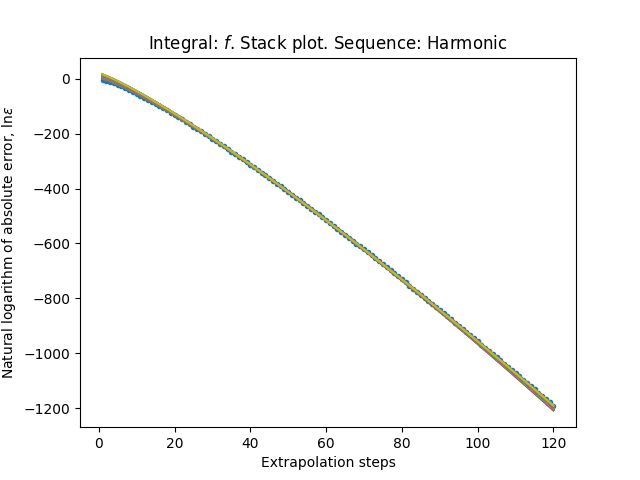 Integral: f. Stack plot. Sequence: Harmonic
Natural logarithm of absolute error, lnε
0
−200
−400
−600
−800
−1000
−1200
0 20 40 60 80 100 120
Extrapolation steps